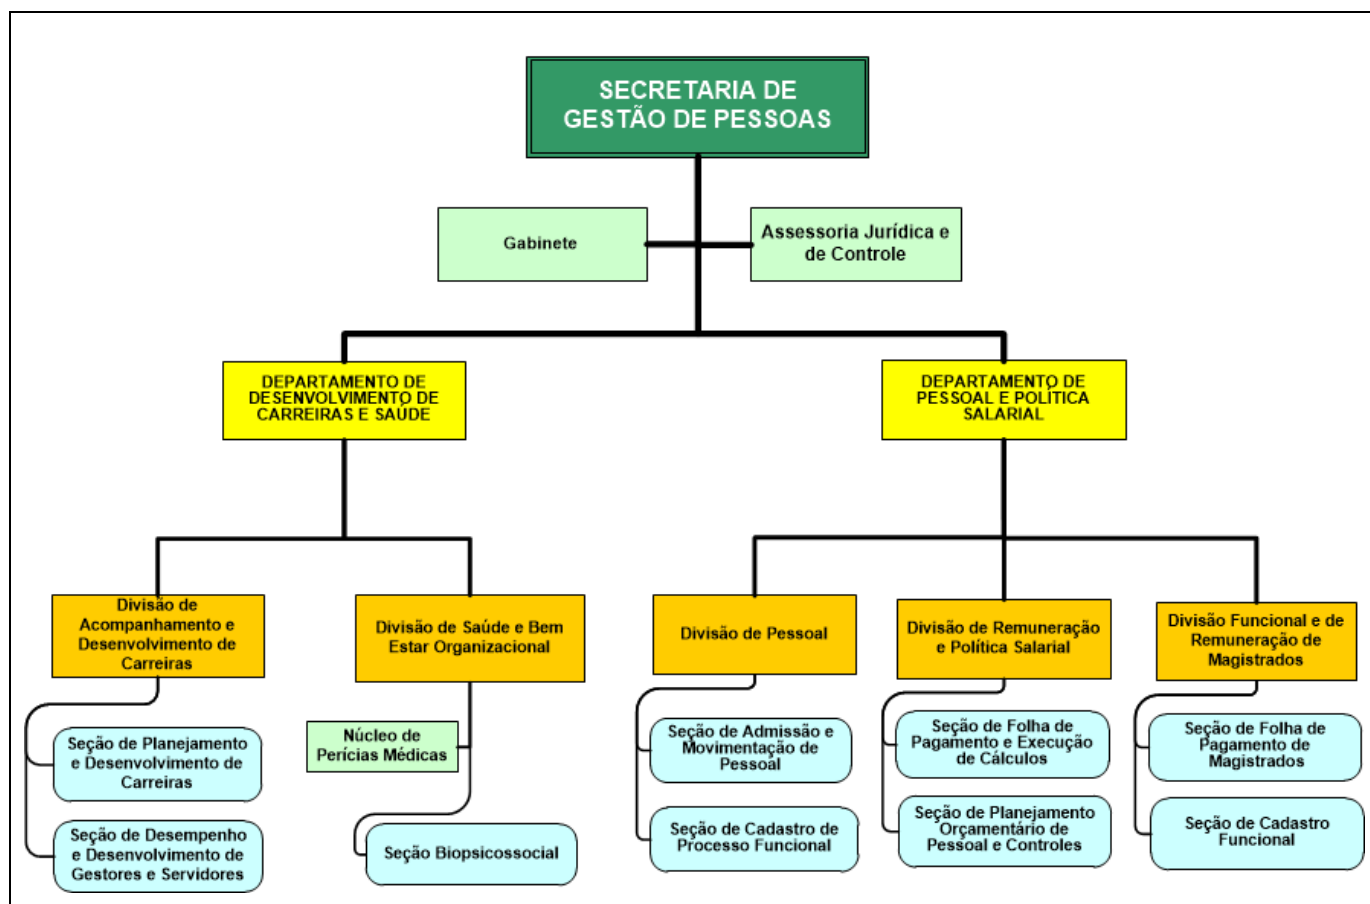 SECRETARIA DE
GESTÃO DE PESSOAS
Gabinete
Assessoria Jurídica e
de Controle
DEPARTAMENTO DE
DESENVOLVIMENTO DE
CARREIRAS E SAÚDE
DEPARTAMENTO DE
PESSOAL E POLÍTICA
SALARIAL
Divisão de
Acompanhamento e
Desenvolvimento de
Carreiras
Divisão de Saúde e Bem
Estar Organizacional
Divisão de Pessoal
Divisão de Remuneração
e Política Salarial
Divisão Funcional e de
Remuneração de
Magistrados
Seção de Planejamento
e Desenvolvimento de
Carreiras
Núcleo de
Perícias Médicas
Seção de Admissão e
Movimentação de
Pessoal
Seção de Folha de
Pagamento e Execução
de Cálculos
Seção de Folha de
Pagamento de
Magistrados
Seção de Desempenho
e Desenvolvimento de
Gestores e Servidores
Seção Biopsicossocial
Seção de Cadastro de
Processo Funcional
Seção de Planejamento
Orçamentário de
Pessoal e Controles
Seção de Cadastro
Funcional